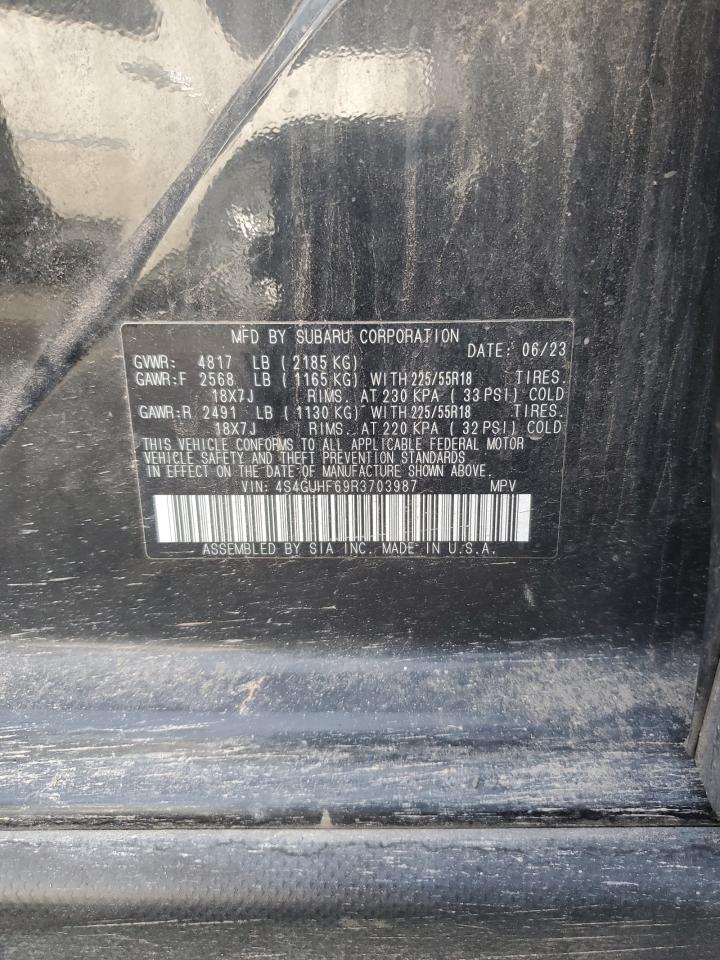 MFD BY SUBARU CORPORATION
DATE: 06/23
GVWR: 4817 LB ( 2185 KG)
GAWR:F 2568 LB ( 1165 KG) WITH 225/55R18 TIRES.
18X7J RIMS. AT 230 KPA ( 33 PSI) COLD
GAWR:R 2491 LB ( 1130 KG) WITH 225/55R18 TIRES.
18X7J RIMS. AT 220 KPA ( 32 PSI) COLD
THIS VEHICLE CONFORMS TO ALL APPLICABLE FEDERAL MOTOR
VEHICLE SAFETY AND THEFT PREVENTION STANDARDS
IN EFFECT ON THE DATE OF MANUFACTURE SHOWN ABOVE.
VIN: 4S4GUHF69R3703987 MPV
ASSEMBLED BY SIA INC. MADE IN U.S.A.